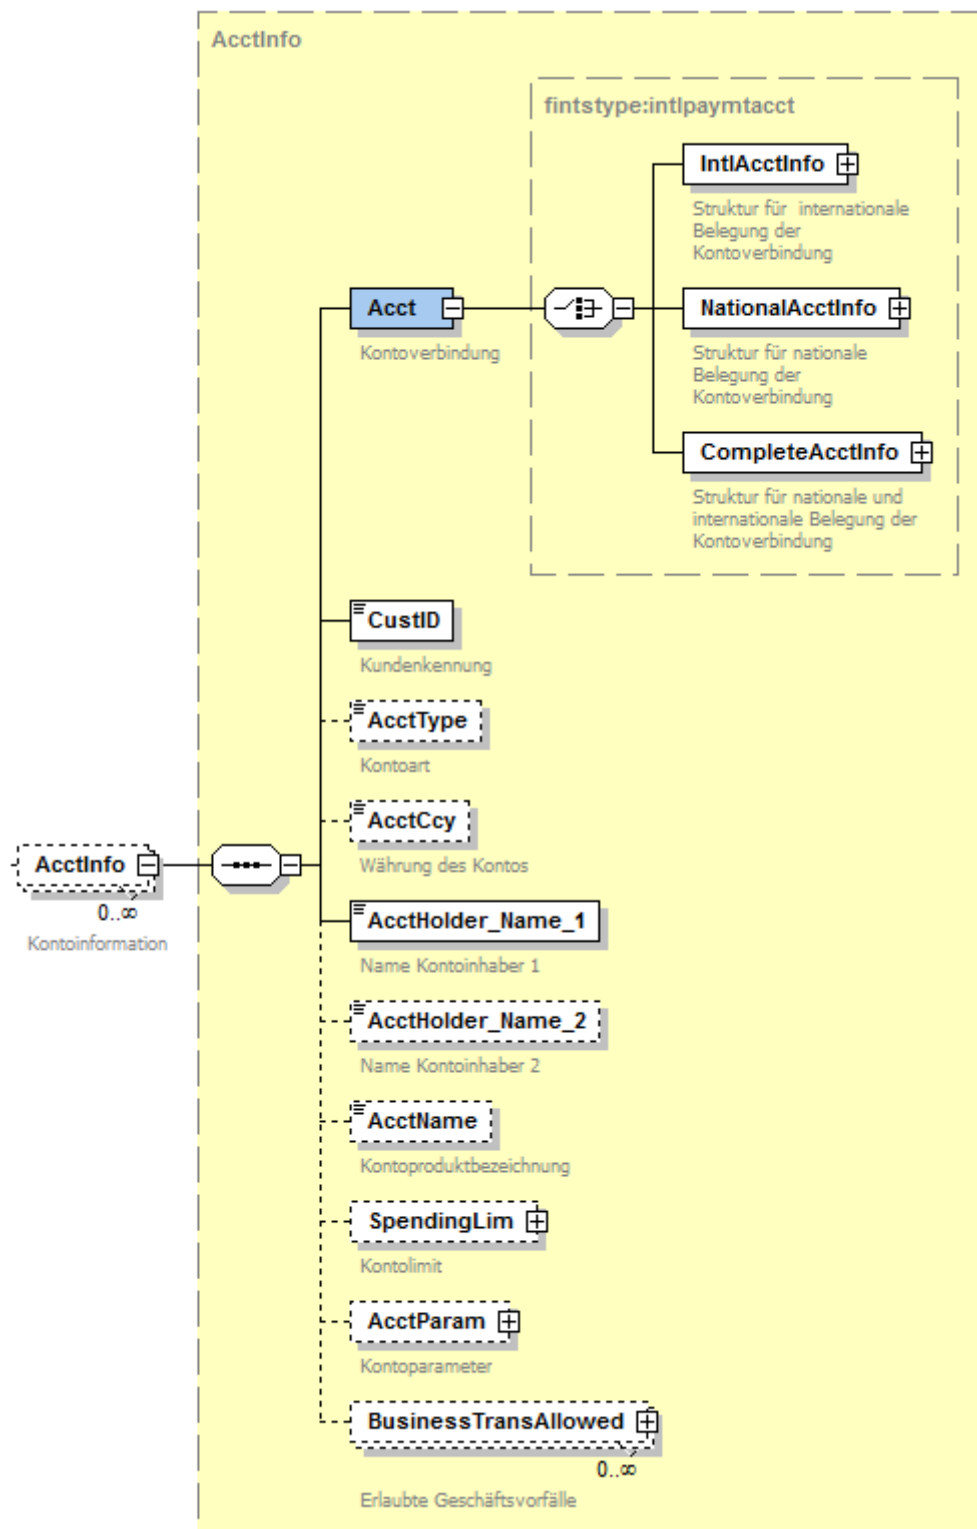 AcctInfo
fintstype:intlpaymtacct
IntlAcctInfo
Struktur für internationale
Belegung der
Kontoverbindung
Acct
Kontoverbindung
NationalAcctInfo
Struktur für nationale
Belegung der
Kontoverbindung
CompleteAcctInfo
Struktur für nationale und
internationale Belegung der
Kontoverbindung
CustID
Kundenkennung
AcctType
Kontoart
AcctCcy
Währung des Kontos
AcctInfo
0..∞
Kontoinformation
AcctHolder_Name_1
Name Kontoinhaber 1
AcctHolder_Name_2
Name Kontoinhaber 2
AcctName
Kontoproduktbezeichnung
SpendingLim
Kontolimit
AcctParam
Kontoparameter
BusinessTransAllowed
0..∞
Erlaubte Geschäftsvorfälle